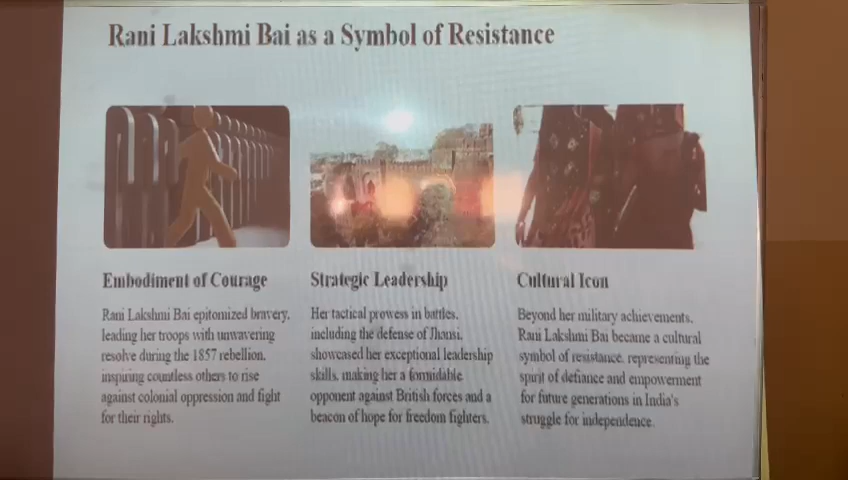 Rani Lakshmi Bai as a Symbol of Resistance
Embodiment of Courage
Rani Lakshmi Bai epitomized bravery,
leading her troops with unwavering
resolve during the 1857 rebellion,
inspiring countless others to rise
against colonial oppression and fight
for their rights.
Strategic Leadership
Her tactical prowess in battles,
including the defense of Jhansi,
showcased her exceptional leadership
skills, making her a formidable
opponent against British forces and a
beacon of hope for freedom fighters.
Cultural Icon
Beyond her military achievements,
Rani Lakshmi Bai became a cultural
symbol of resistance, representing the
spirit of defiance and empowerment
for future generations in India's
struggle for independence.